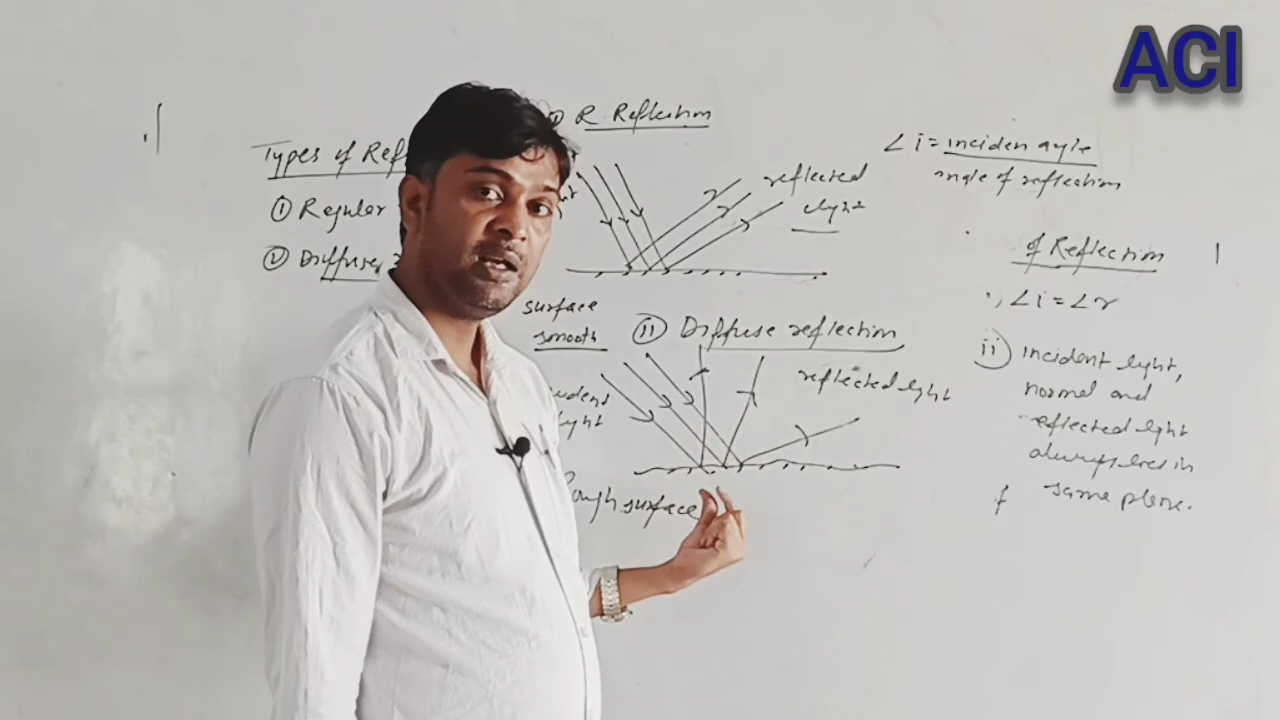 ACI
Types of Ref
① Regular
② Diffuse
R Reflection
reflected
light
surface
smooth
ii Diffuse reflection
reflected light
Rough surface
∠i = inciden angle
angle of reflection
of Reflection
∠i = ∠r
ii) incident light,
normal and
reflected light
always lies in
same plane.